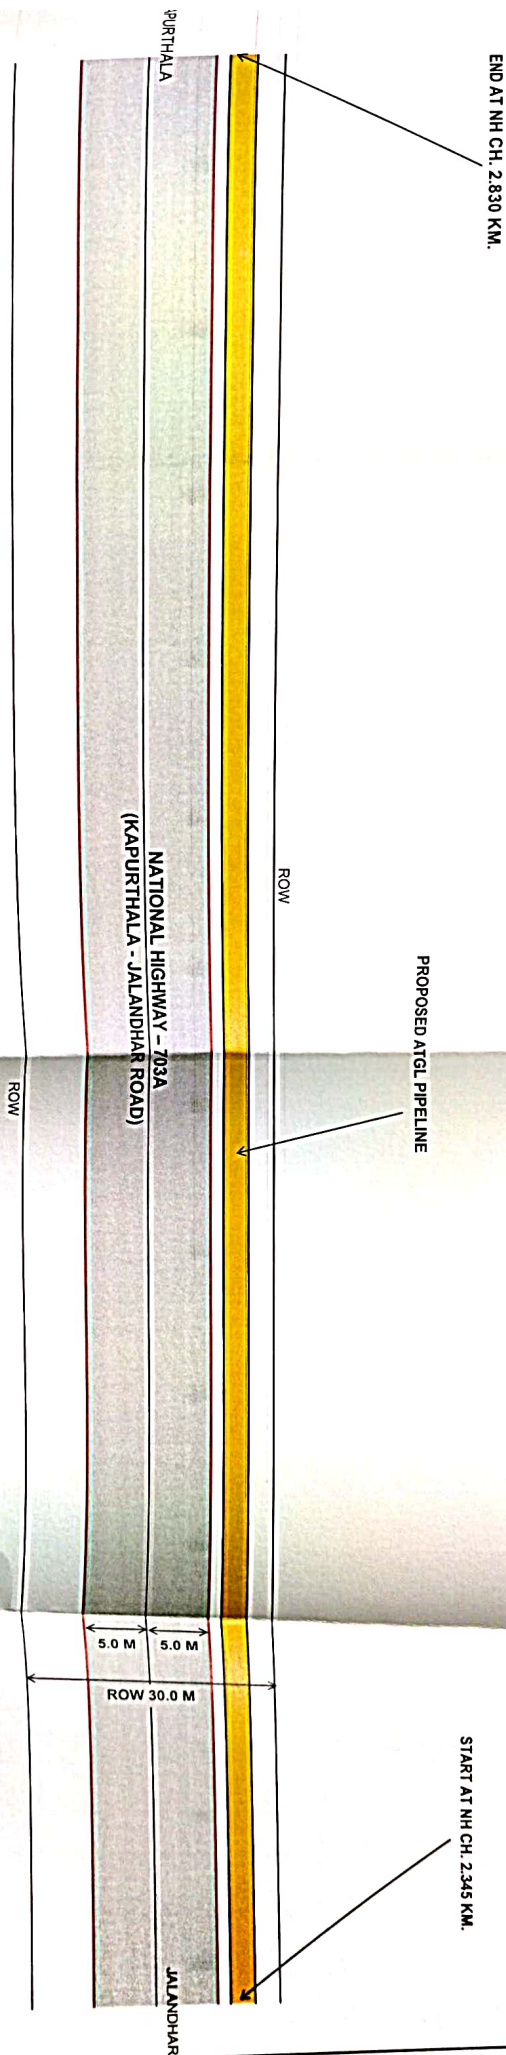 END AT NH CH. 2.830 KM.
ROW
PROPOSED ATGL PIPELINE
START AT NH CH. 2.345 KM.
NATIONAL HIGHWAY – 703A
(KAPURTHALA - JALANDHAR ROAD)
5.0 M
5.0 M
ROW 30.0 M
JALANDHAR
ROW